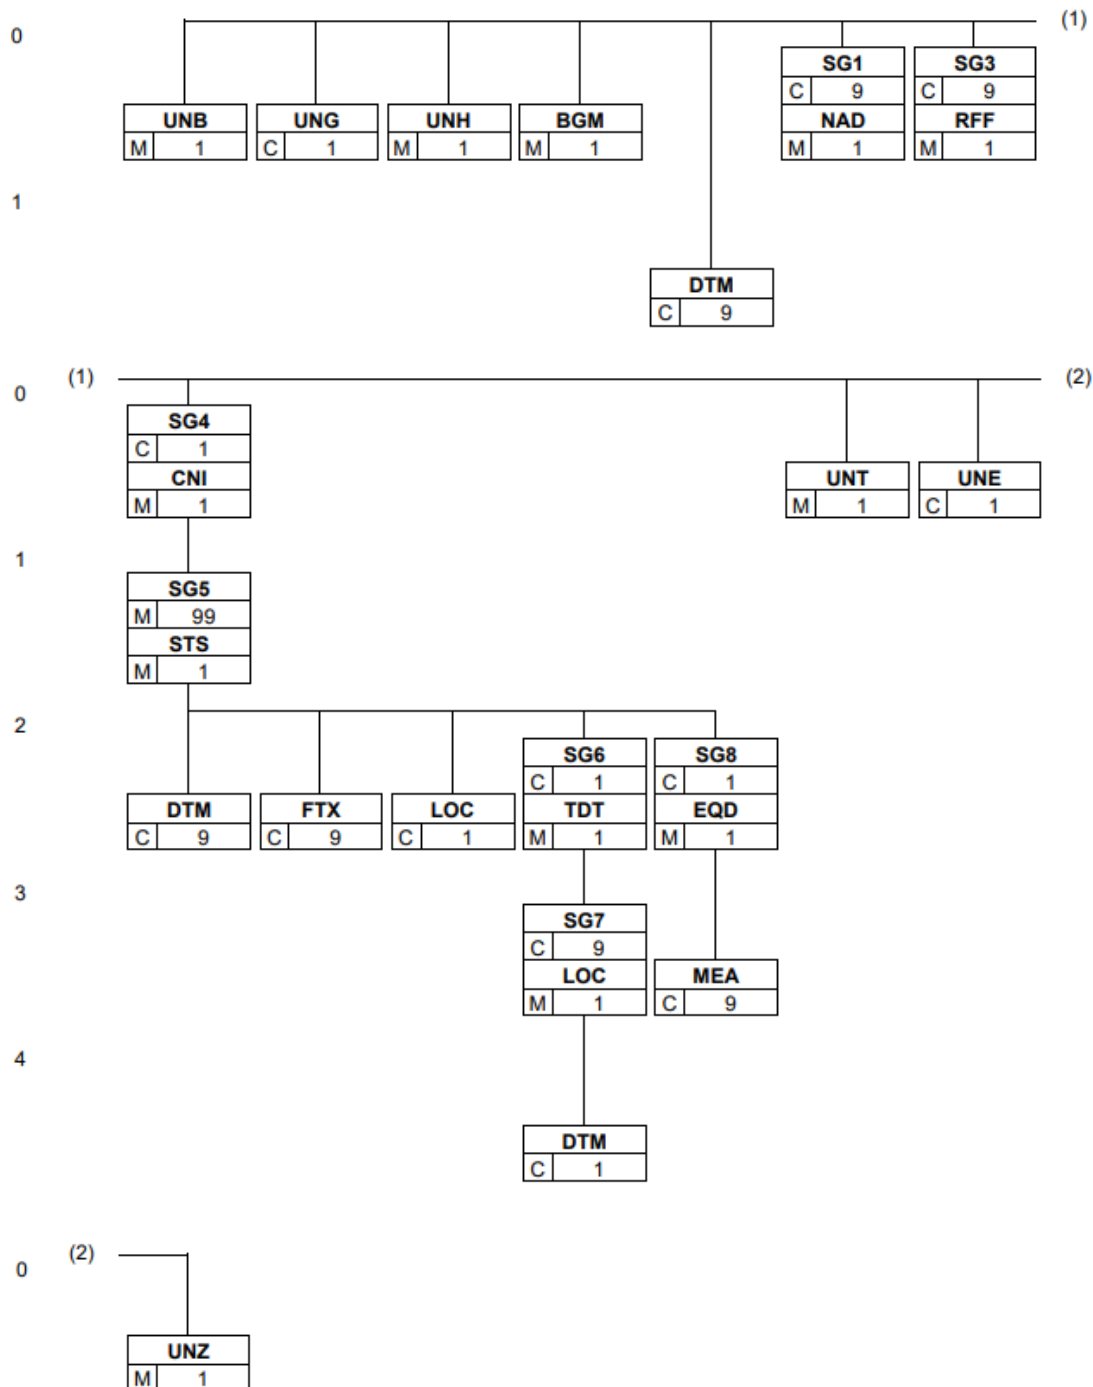 (1)
0
SG1 SG3
C 9 C 9
UNB UNG UNH BGM NAD RFF
M 1 C 1 M 1 M 1 M 1 M 1
1
DTM
C 9
(1) (2)
0
SG4
C 1
CNI UNT UNE
M 1 M 1 C 1
1
SG5
M 99
STS
M 1
2
SG6 SG8
C 1 C 1
DTM FTX LOC TDT EQD
C 9 C 9 C 1 M 1 M 1
3
SG7
C 9
LOC MEA
M 1 C 9
4
DTM
C 1
(2)
0
UNZ
M 1